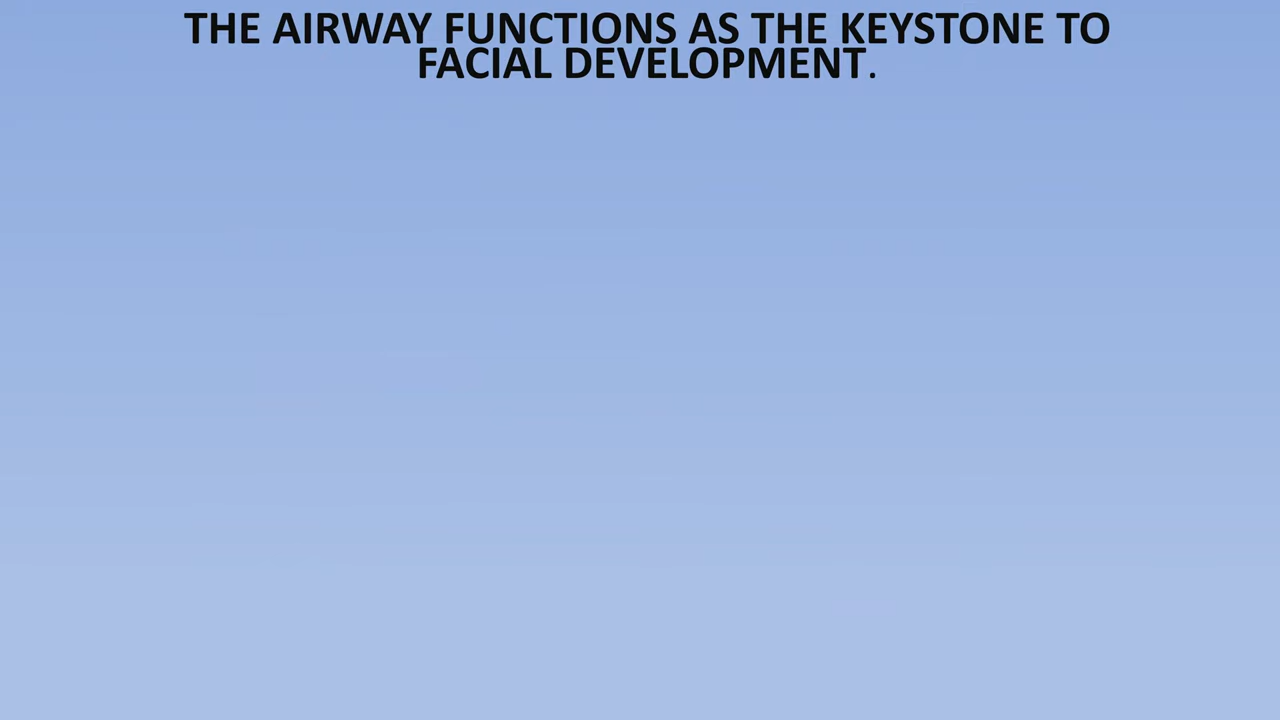 THE AIRWAY FUNCTIONS AS THE KEYSTONE TO
FACIAL DEVELOPMENT.